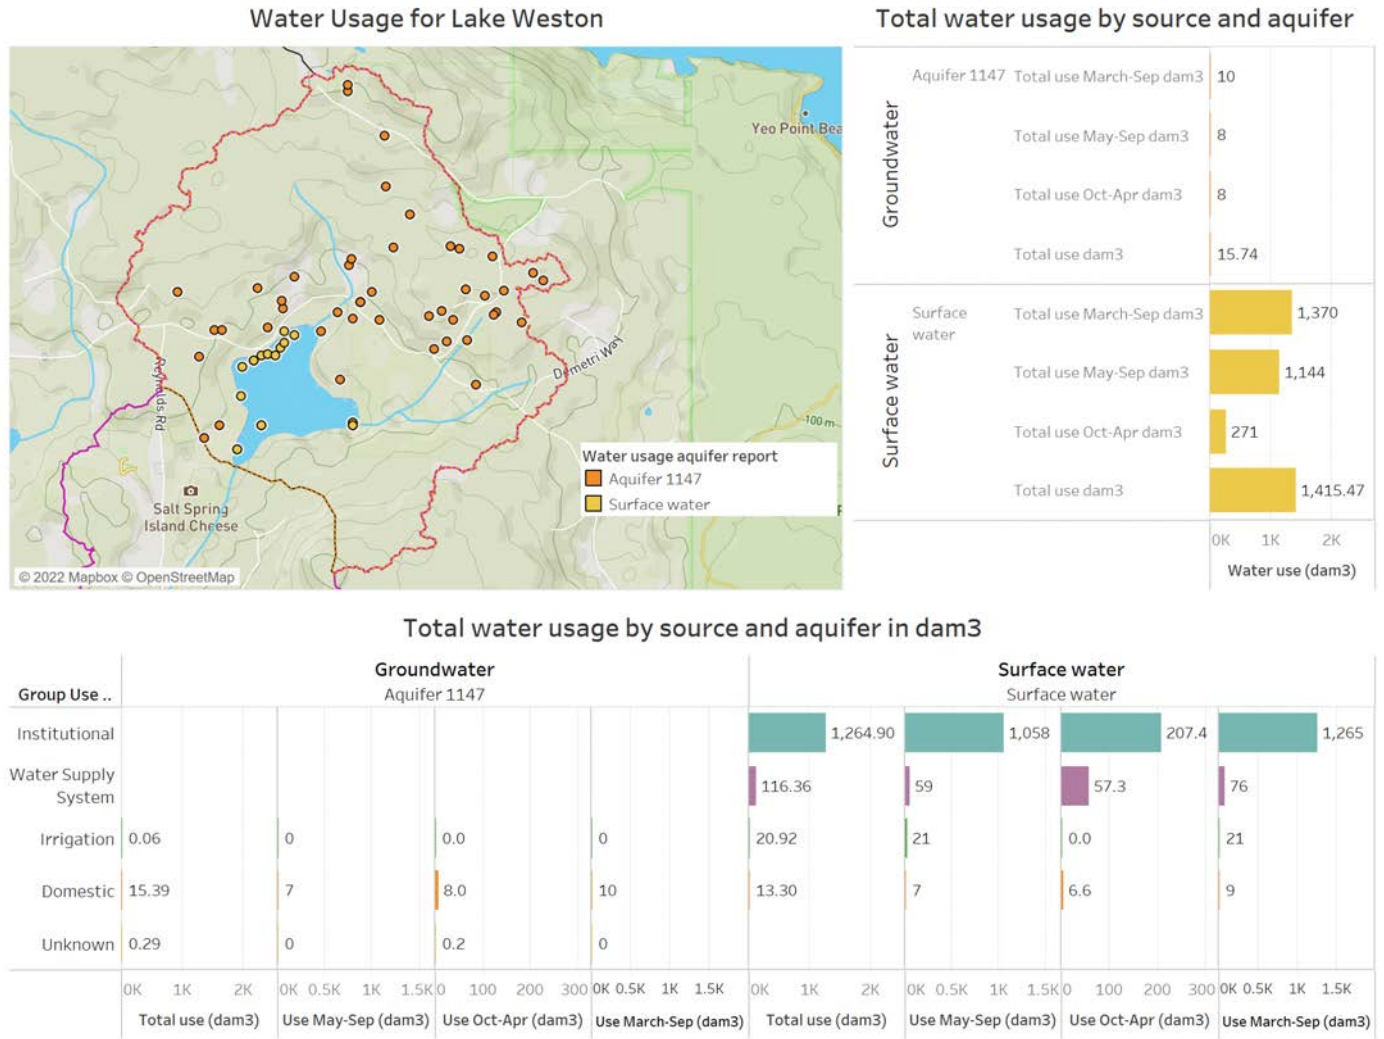 Water Usage for Lake Weston
Yeo Point Bea
Reynolds Rd
Demetri Way
100 m
Salt Spring
Island Cheese
Water usage aquifer report
Aquifer 1147
Surface water
© 2022 Mapbox © OpenStreetMap
Total water usage by source and aquifer
Groundwater
Aquifer 1147 Total use March-Sep dam3 10
Total use May-Sep dam3 8
Total use Oct-Apr dam3 8
Total use dam3 15.74
Surface water
Surface
water
Total use March-Sep dam3 1,370
Total use May-Sep dam3 1,144
Total use Oct-Apr dam3 271
Total use dam3 1,415.47
0K 1K 2K
Water use (dam3)
Total water usage by source and aquifer in dam3
Groundwater Surface water
Group Use .. Aquifer 1147 Surface water
Institutional 1,264.90 1,058 207.4 1,265
Water Supply
System
116.36 59 57.3 76
Irrigation 0.06 0 0.0 0 20.92 21 0.0 21
Domestic 15.39 7 8.0 10 13.30 7 6.6 9
Unknown 0.29 0 0.2 0
0K 1K 2K 0K 0.5K 1K 1.5K 0 100 200 300 0K 0.5K 1K 1.5K 0K 1K 2K 0K 0.5K 1K 1.5K 0 100 200 300 0K 0.5K 1K 1.5K
Total use (dam3) Use May-Sep (dam3) Use Oct-Apr (dam3) Use March-Sep (dam3) Total use (dam3) Use May-Sep (dam3) Use Oct-Apr (dam3) Use March-Sep (dam3)